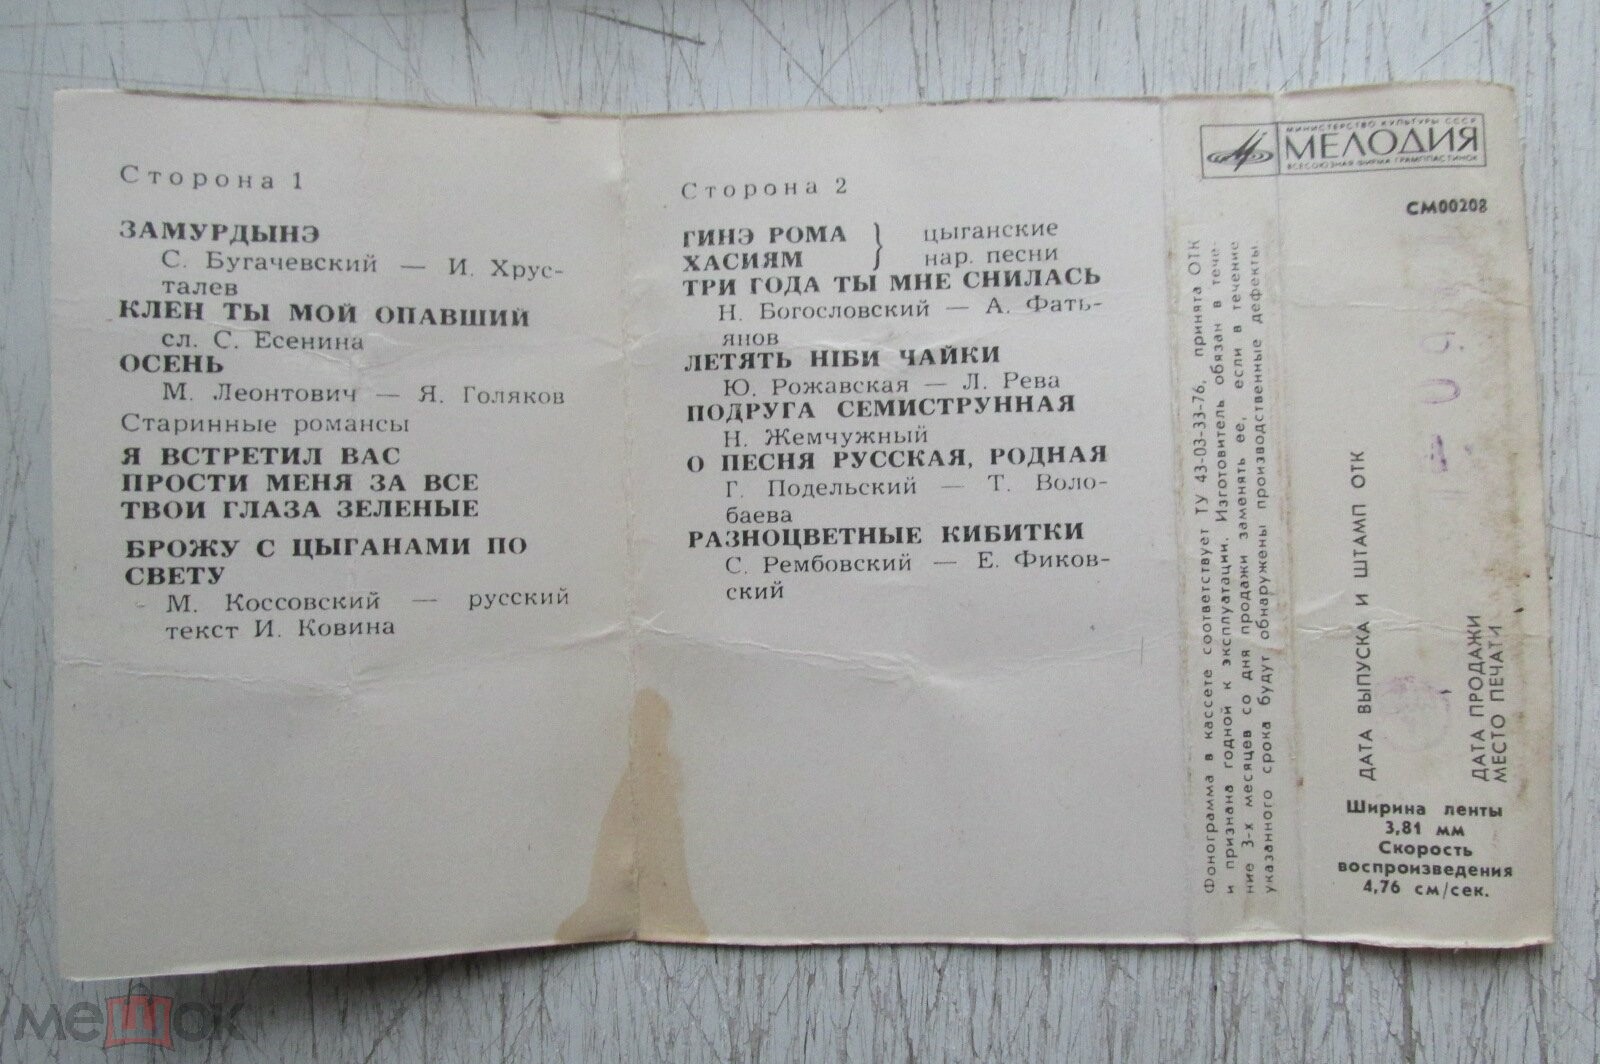 Сторона 1
ЗАМУРДЫНЭ
С. Бугачевский — И. Хрус-
талев
КЛЕН ТЫ МОЙ ОПАВШИЙ
сл. С. Есенина
ОСЕНЬ
М. Леонтович — Я. Голяков
Старинные романсы
Я ВСТРЕТИЛ ВАС
ПРОСТИ МЕНЯ ЗА ВСЕ
ТВОИ ГЛАЗА ЗЕЛЕНЫЕ
БРОЖУ С ЦЫГАНАМИ ПО
СВЕТУ
М. Коссовский — русский
текст И. Ковина
Сторона 2
ГИНЭ РОМА } цыганские
ХАСИЯМ } нар. песни
ТРИ ГОДА ТЫ МНЕ СНИЛАСЬ
Н. Богословский — А. Фать-
янов
ЛЕТЯТЬ НІБИ ЧАЙКИ
Ю. Рожавская — Л. Рева
ПОДРУГА СЕМИСТРУННАЯ
Н. Жемчужный
О ПЕСНЯ РУССКАЯ, РОДНАЯ
Г. Подельский — Т. Воло-
баева
РАЗНОЦВЕТНЫЕ КИБИТКИ
С. Рембовский — Е. Фиков-
ский
Фонограмма в кассете соответствует ТУ 43-03-33-76, принята ОТК
и признана годной к эксплуатации. Изготовитель обязан в тече-
ние 3-х месяцев со дня продажи заменять ее, если в течение
указанного срока будут обнаружены производственные дефекты
МИНИСТЕРСТВО КУЛЬТУРЫ СССР
МЕЛОДИЯ
ВСЕСОЮЗНАЯ ФИРМА ГРАМПЛАСТИНОК
СМ00208
ДАТА ВЫПУСКА И ШТАМП ОТК
ДАТА ПРОДАЖИ
МЕСТО ПЕЧАТИ
Ширина ленты
3,81 мм
Скорость
воспроизведения
4,76 см/сек.
мешок